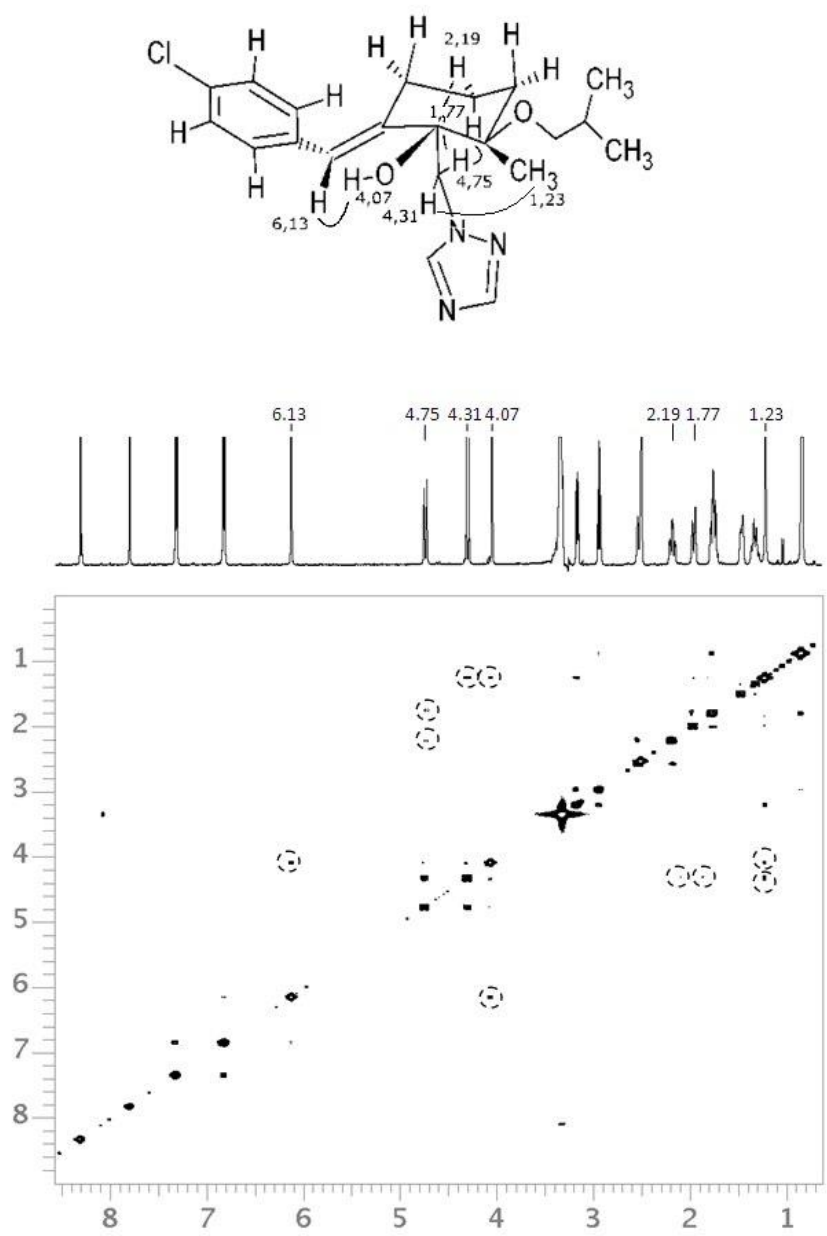 H
H
H
2,19
H
H
H
CH3
Cl
H
O
1,77
H
CH3
H
H-O
H
4,75
CH3
H
H
4,07
4,31
H
1,23
6,13
N
N
N
6.13 4.75 4.31 4.07 2.19 1.77 1.23
1
2
3
4
5
6
7
8
8 7 6 5 4 3 2 1